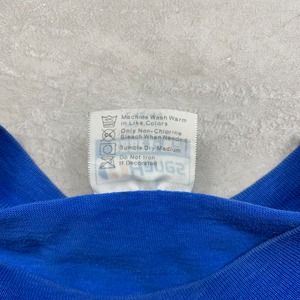 Machine Wash Warm
in Like Colors.
Only Non-Chlorine
Bleach When Needed
Tumble Dry Medium
Do Not Iron
if Decorated
Hanes